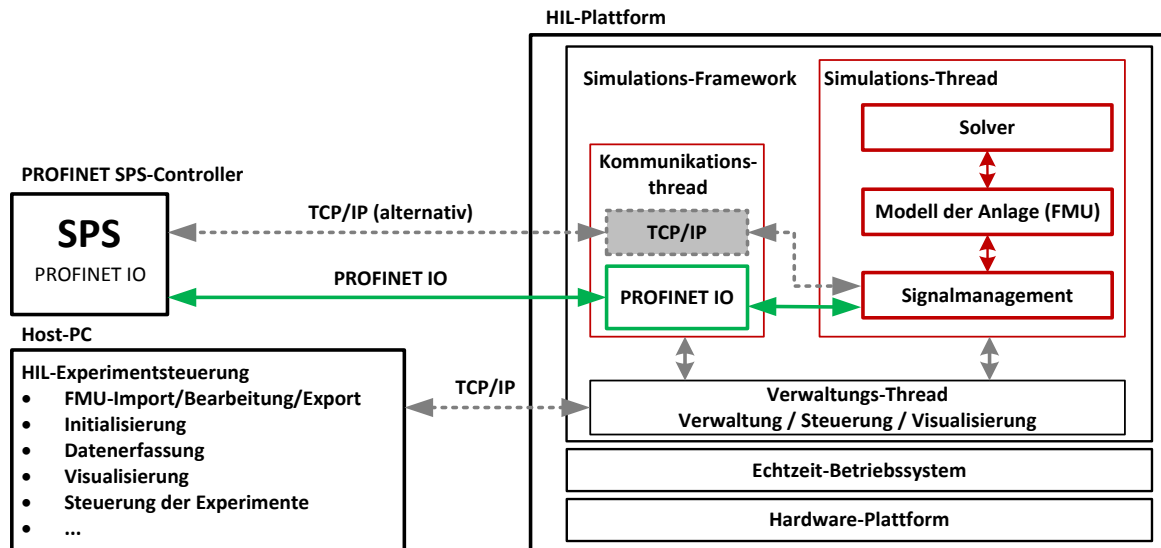 HIL-Plattform
Simulations-Framework
Simulations-Thread
Solver
Modell der Anlage (FMU)
Signalmanagement
Kommunikations-
thread
TCP/IP
PROFINET IO
PROFINET SPS-Controller
SPS
PROFINET IO
TCP/IP (alternativ)
PROFINET IO
Host-PC
HIL-Experimentsteuerung
• FMU-Import/Bearbeitung/Export
• Initialisierung
• Datenerfassung
• Visualisierung
• Steuerung der Experimente
• ...
TCP/IP
Verwaltungs-Thread
Verwaltung / Steuerung / Visualisierung
Echtzeit-Betriebssystem
Hardware-Plattform